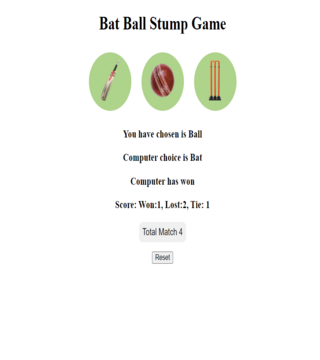 Bat Ball Stump Game
You have chosen is Ball
Computer choice is Bat
Computer has won
Score: Won:1, Lost:2, Tie: 1
Total Match 4
Reset